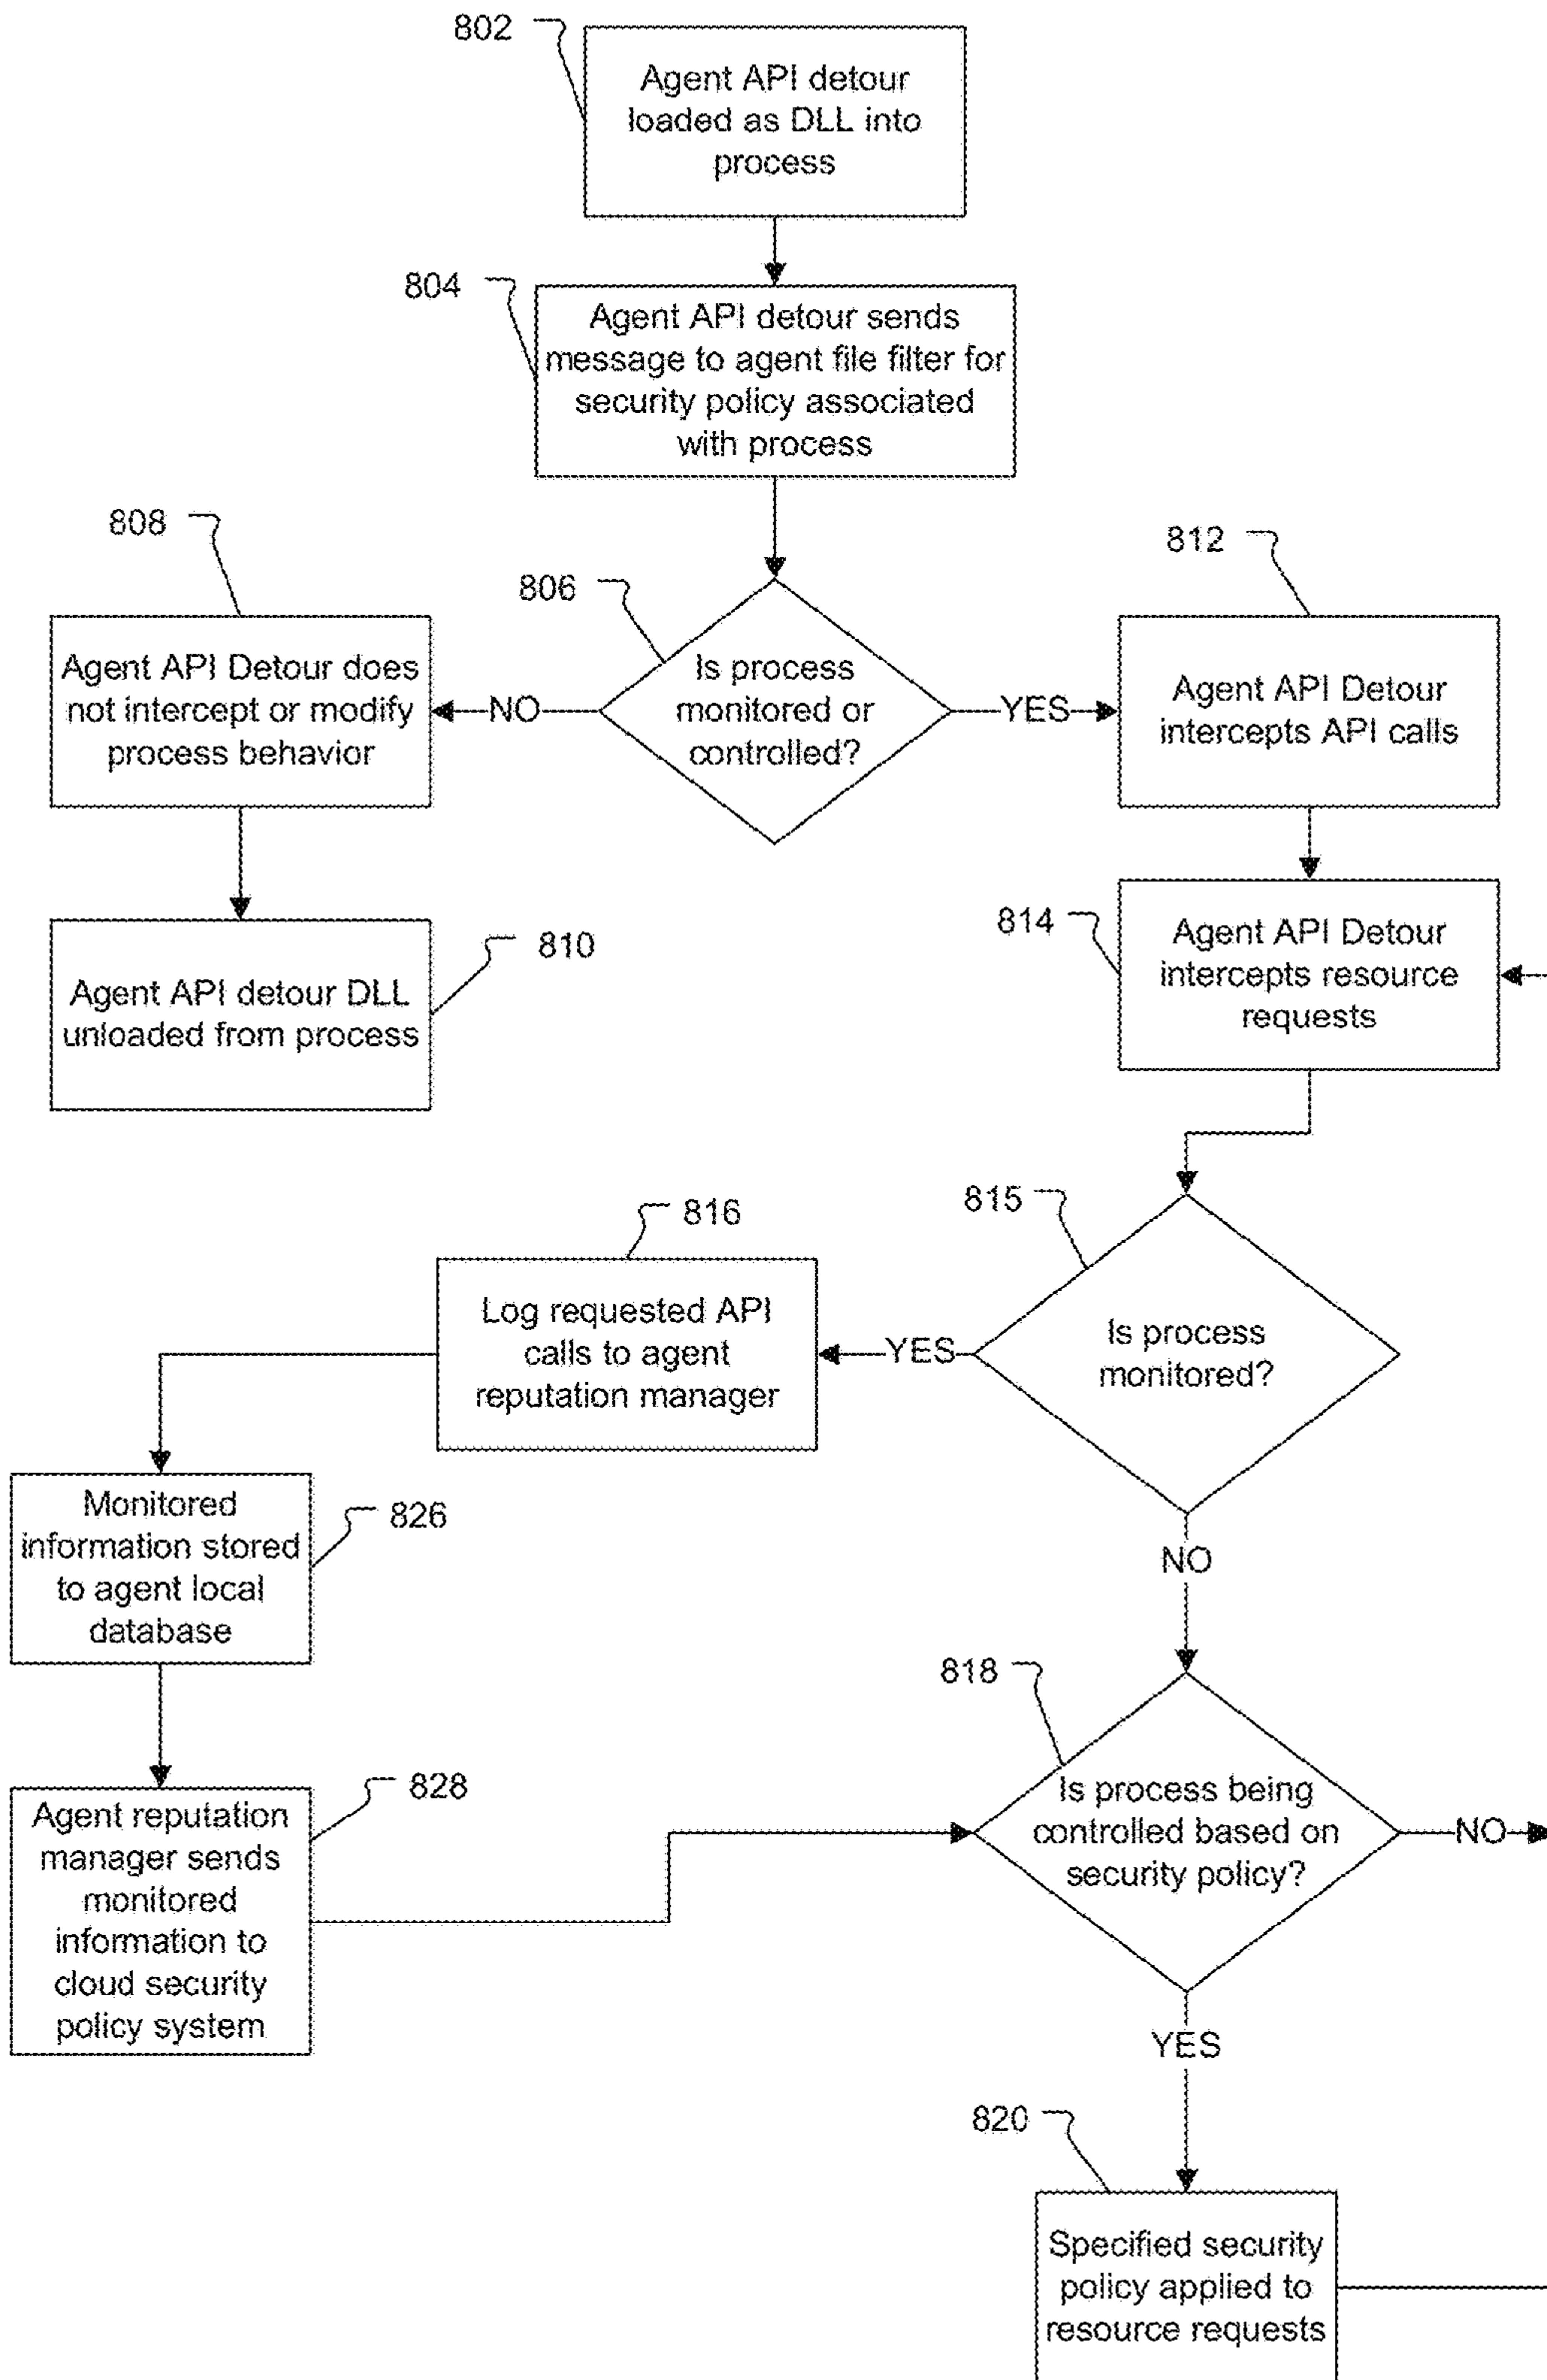 802
Agent API detour
loaded as DLL into
process
804
Agent API detour sends
message to agent file filter for
security policy associated
with process
806
Is process
monitored or
controlled?
NO
YES
808
Agent API Detour does
not intercept or modify
process behavior
810
Agent API detour DLL
unloaded from process
812
Agent API Detour
intercepts API calls
814
Agent API Detour
intercepts resource
requests
815
Is process
monitored?
YES
NO
816
Log requested API
calls to agent
reputation manager
826
Monitored
information stored
to agent local
database
828
Agent reputation
manager sends
monitored
information to
cloud security
policy system
818
Is process being
controlled based on
security policy?
NO
YES
820
Specified security
policy applied to
resource requests